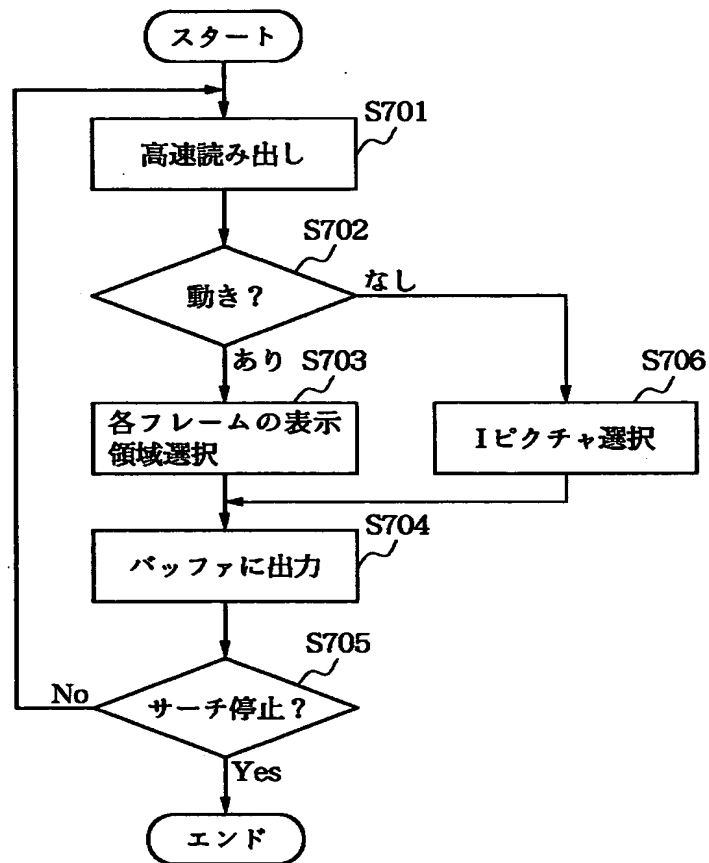 スタート
S701
高速読み出し
S702
動き？
なし
あり
S703
S706
各フレームの表示
領域選択
Iピクチャ選択
S704
バッファに出力
S705
No
サーチ停止？
Yes
エンド